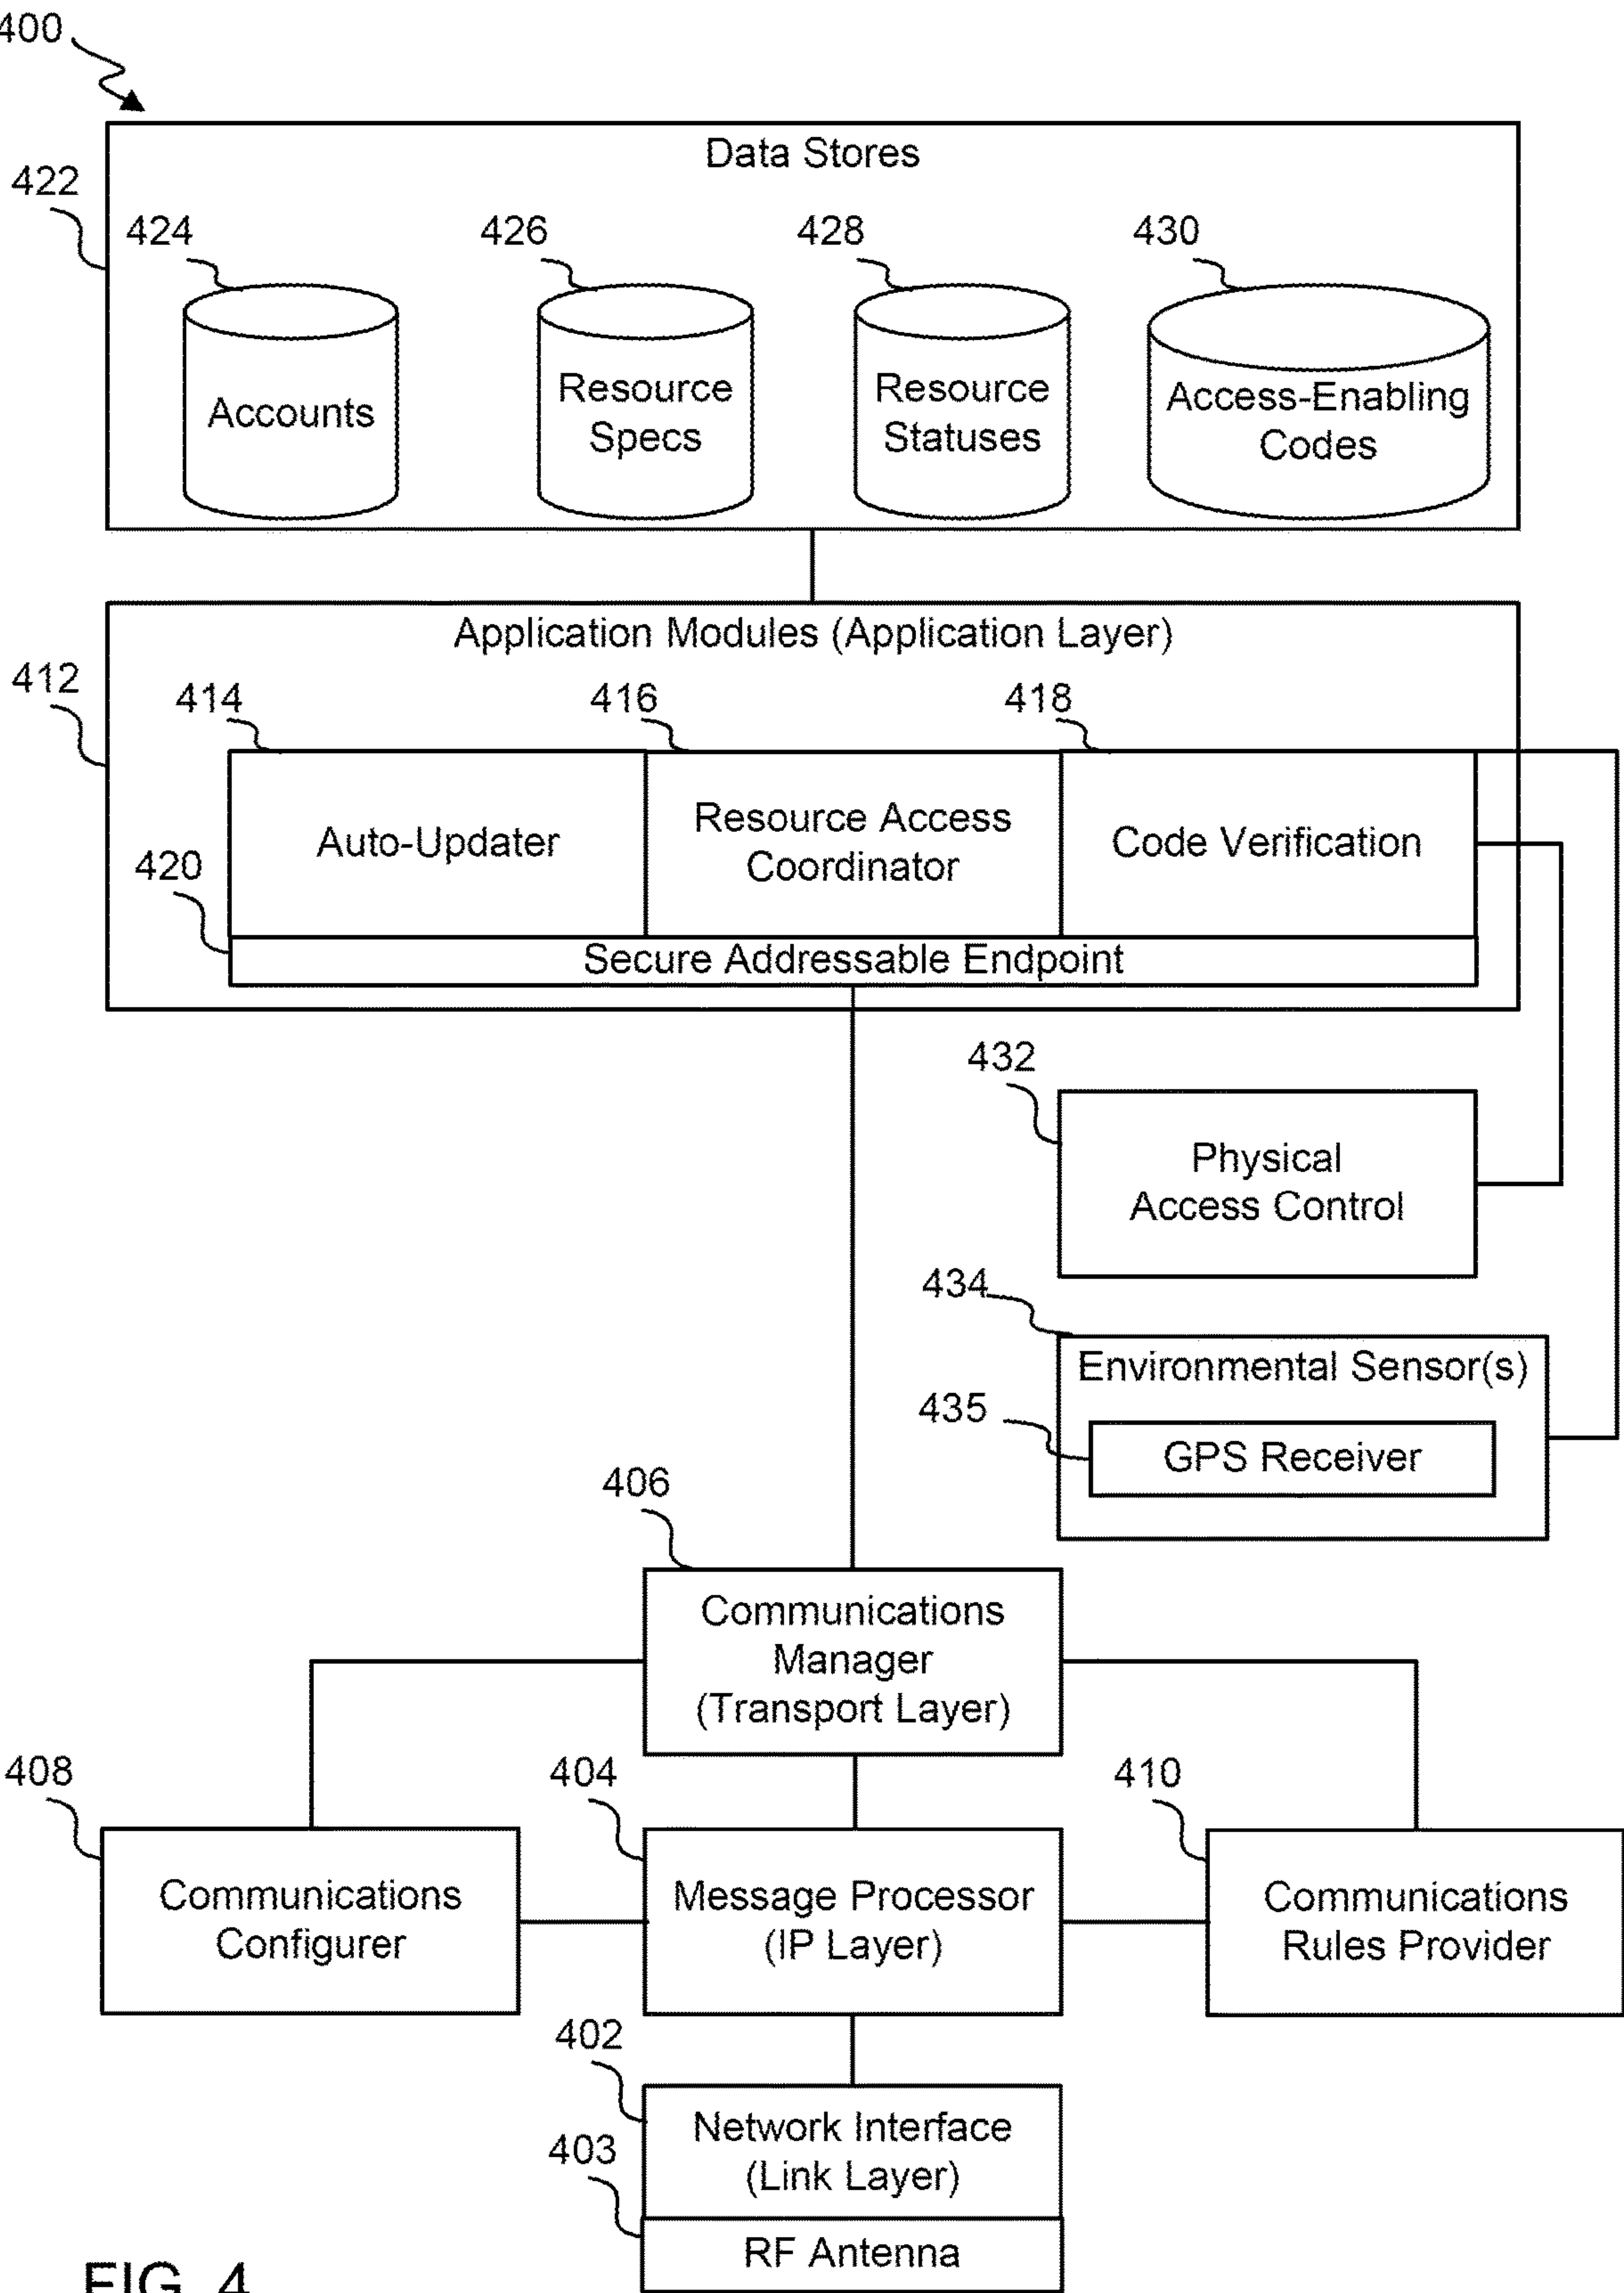 400
Data Stores
422
424
426
428
430
Accounts
Resource
Specs
Resource
Statuses
Access-Enabling
Codes
Application Modules (Application Layer)
412
414
416
418
Auto-Updater
Resource Access
Coordinator
Code Verification
420
Secure Addressable Endpoint
432
Physical
Access Control
434
Environmental Sensor(s)
435
GPS Receiver
406
Communications
Manager
(Transport Layer)
408
404
410
Communications
Configurer
Message Processor
(IP Layer)
Communications
Rules Provider
402
Network Interface
(Link Layer)
403
RF Antenna
FIG. 4